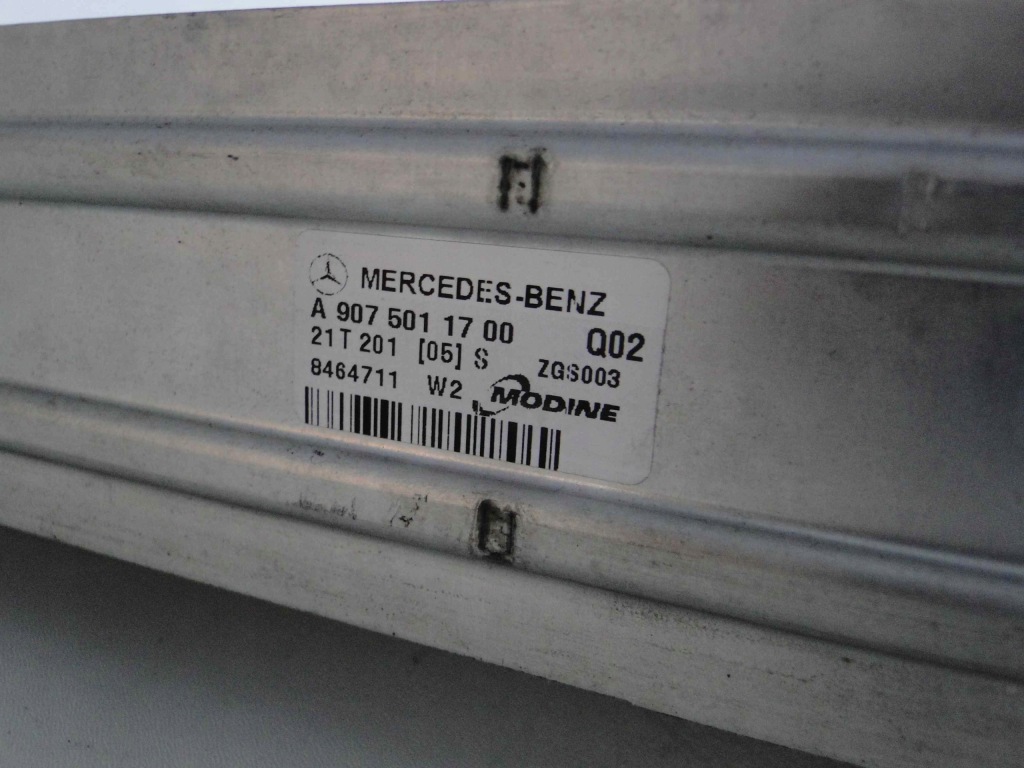 MERCEDES-BENZ
A 907 501 17 00 Q02
21T 201 [05] S ZGS003
8464711 W2 MODINE